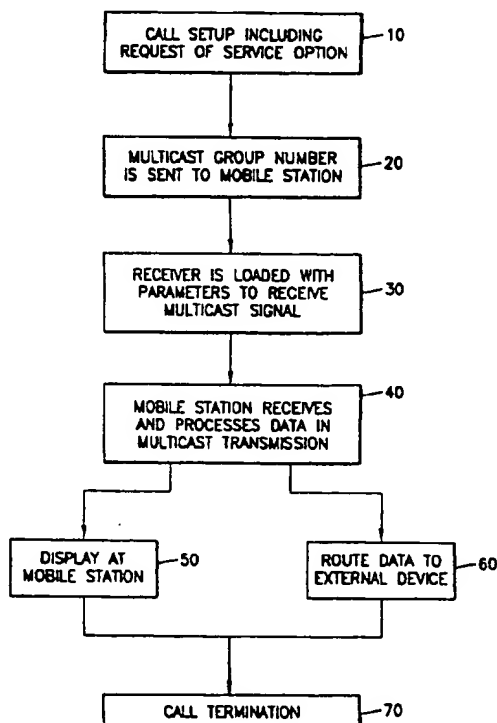 CALL SETUP INCLUDING
REQUEST OF SERVICE OPTION
10
MULTICAST GROUP NUMBER
IS SENT TO MOBILE STATION
20
RECEIVER IS LOADED WITH
PARAMETERS TO RECEIVE
MULTICAST SIGNAL
30
40
MOBILE STATION RECEIVES
AND PROCESSES DATA IN
MULTICAST TRANSMISSION
DISPLAY AT
MOBILE STATION
50
ROUTE DATA TO
EXTERNAL DEVICE
60
CALL TERMINATION
70